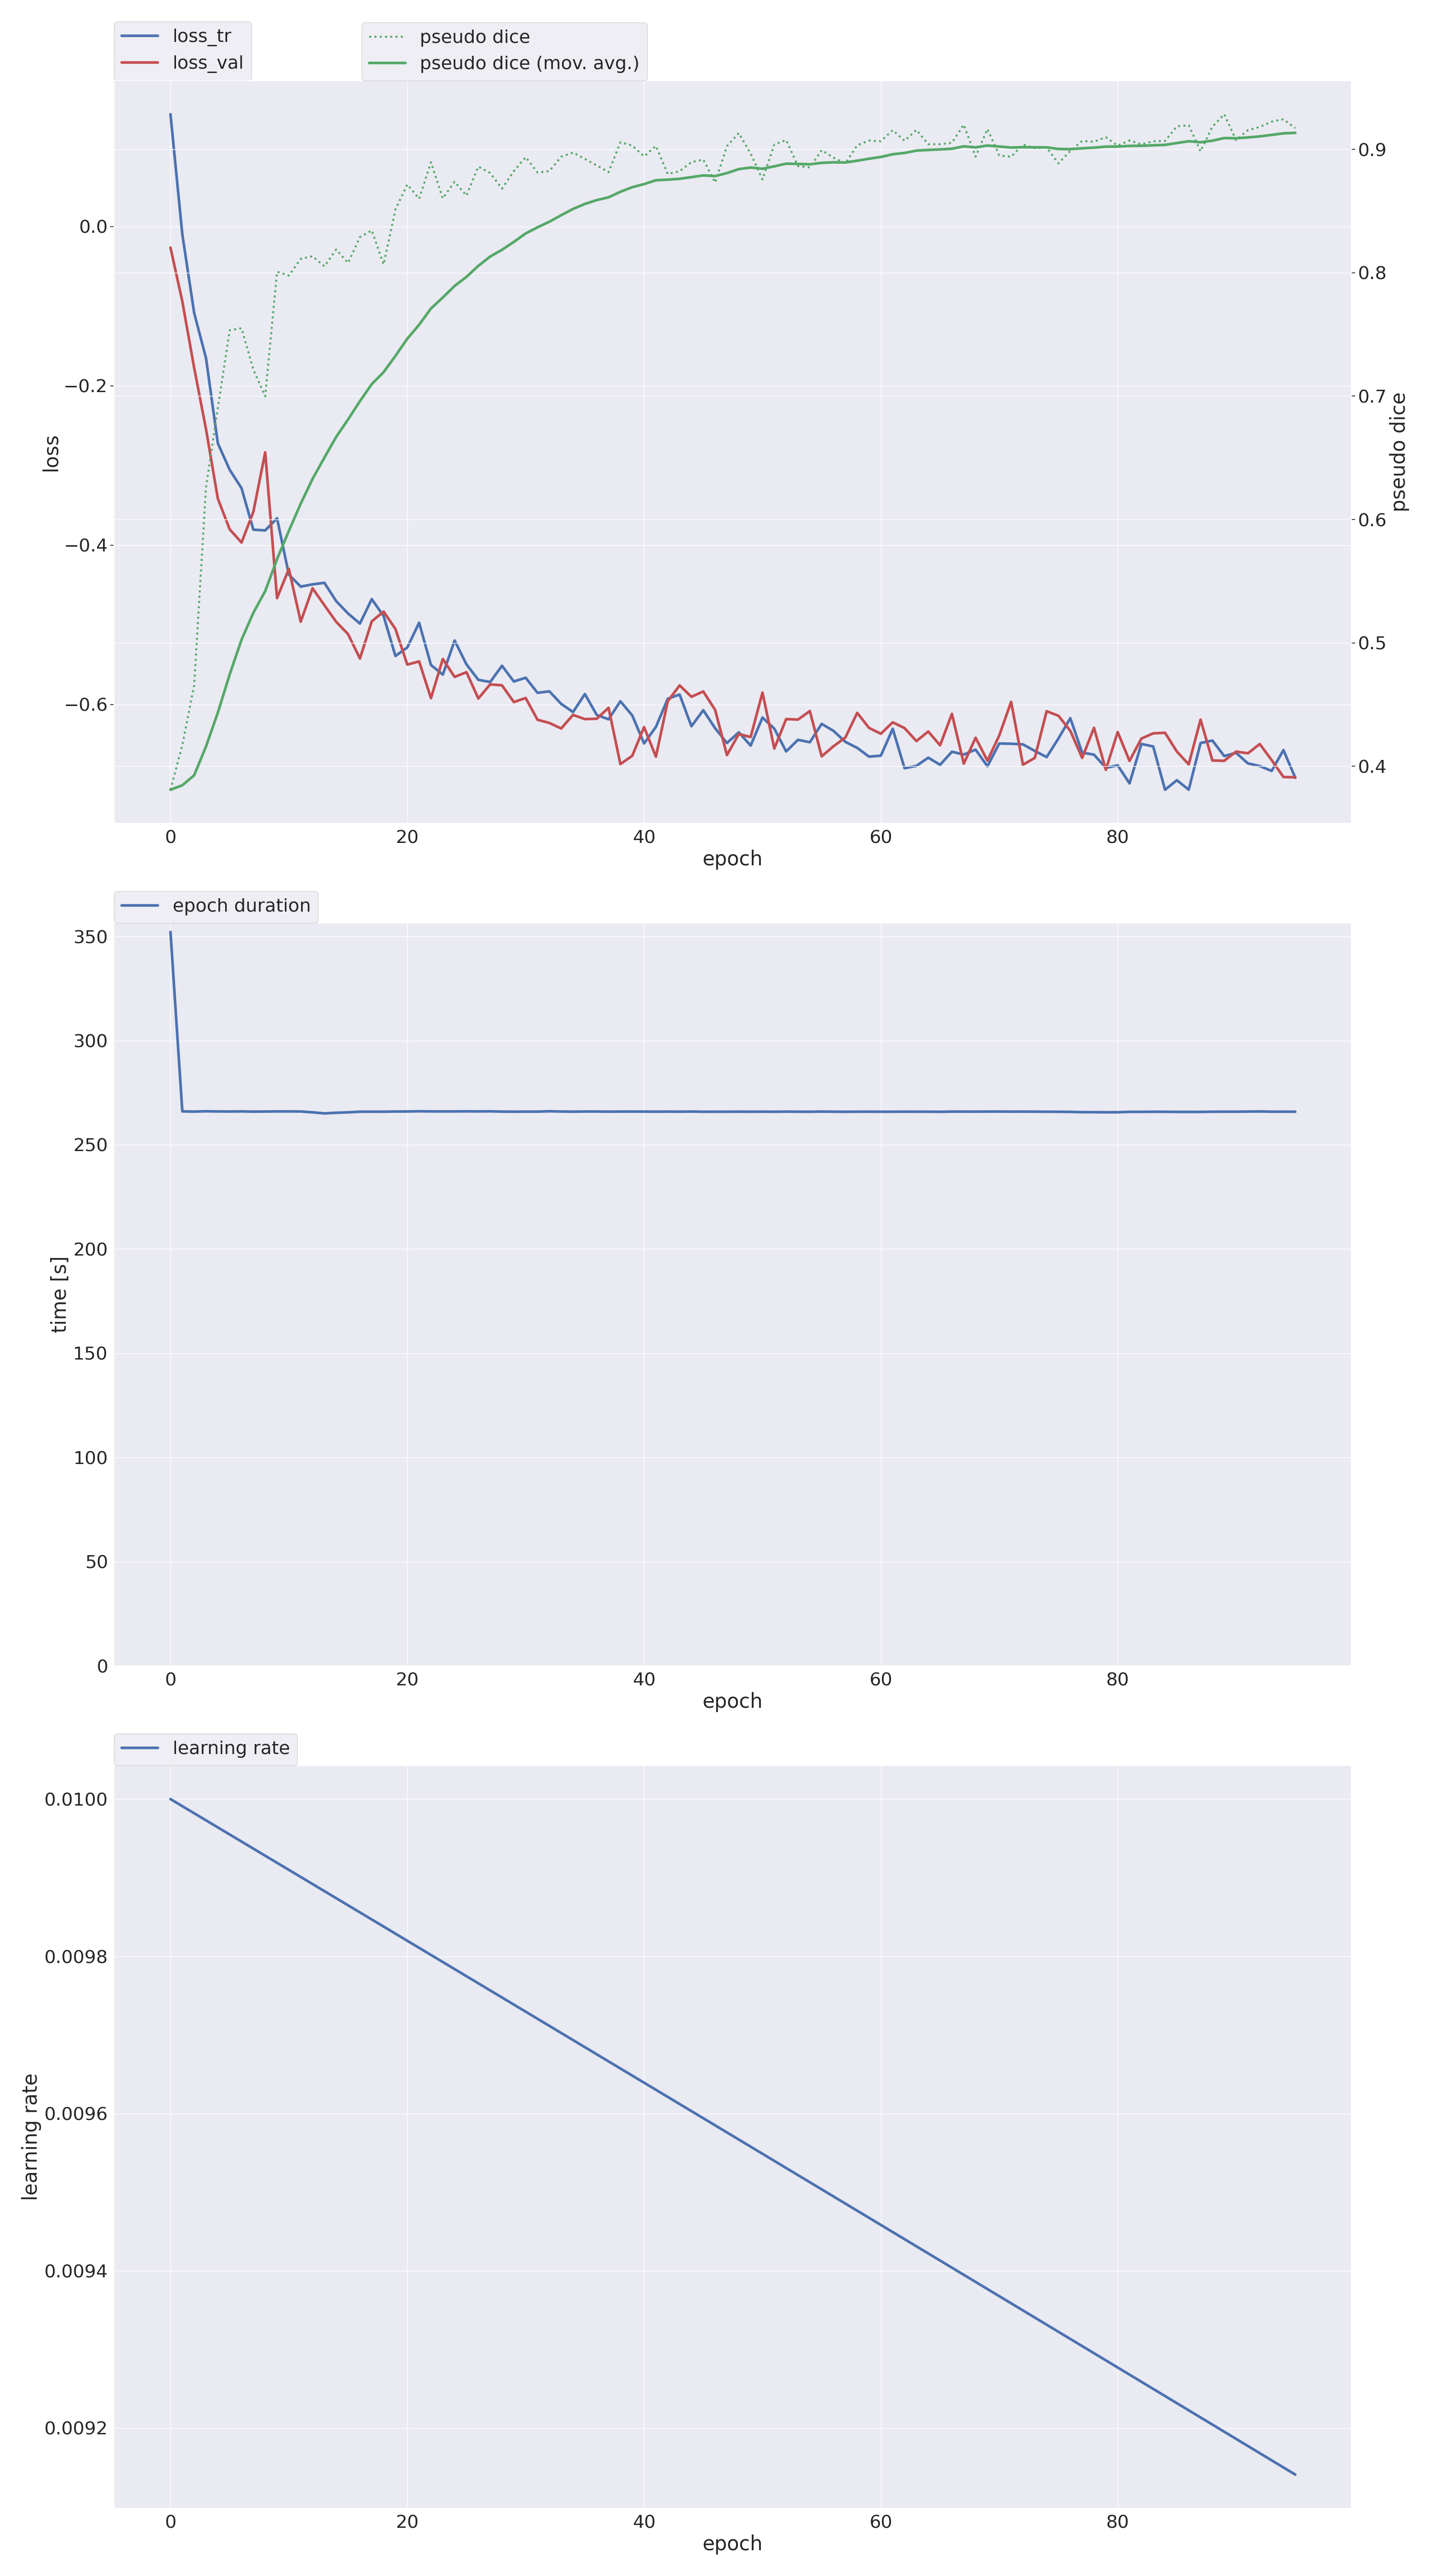 loss_tr
loss_val
pseudo dice
pseudo dice (mov. avg.)
0.0
−0.2
−0.4
−0.6
loss
0.9
0.8
0.7
0.6
0.5
0.4
pseudo dice
0 20 40 60 80
epoch
epoch duration
350
300
250
200
150
100
50
0
time [s]
0 20 40 60 80
epoch
learning rate
0.0100
0.0098
0.0096
0.0094
0.0092
learning rate
0 20 40 60 80
epoch